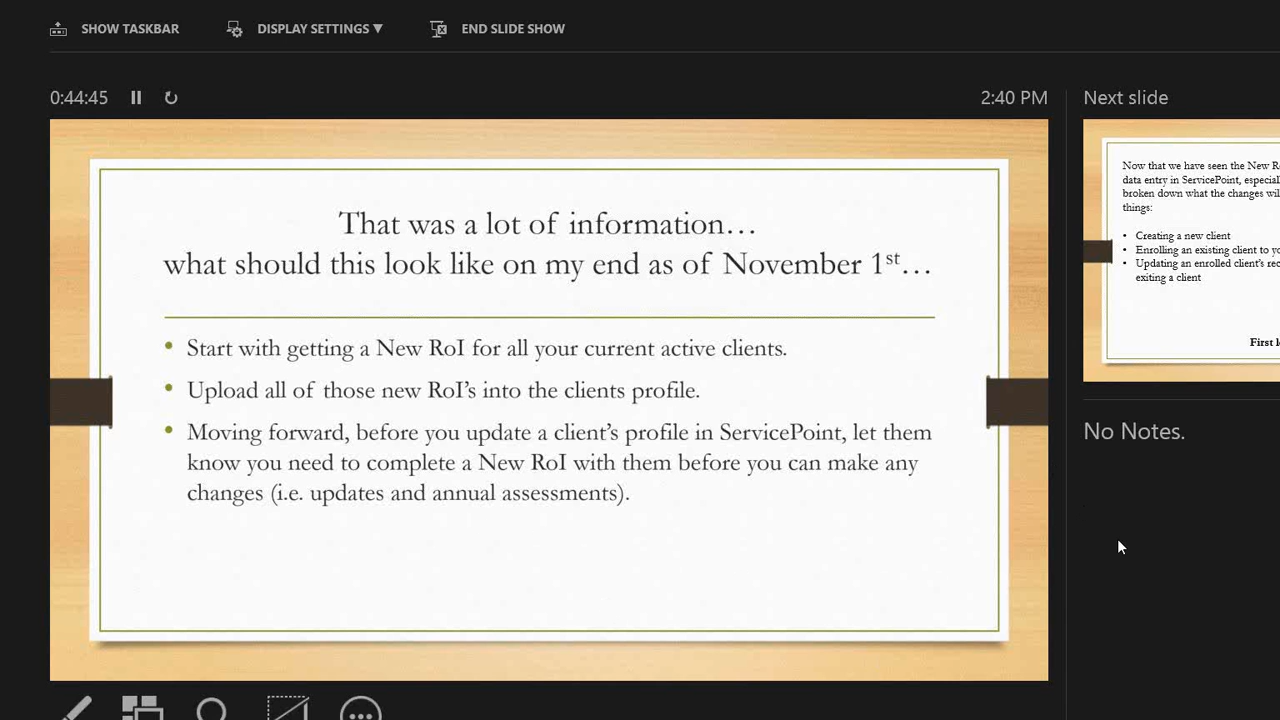 SHOW TASKBAR
DISPLAY SETTINGS ▼
END SLIDE SHOW
0:44:45
2:40 PM
Next slide
That was a lot of information…
what should this look like on my end as of November 1st…
• Start with getting a New RoI for all your current active clients.
• Upload all of those new RoI’s into the clients profile.
• Moving forward, before you update a client’s profile in ServicePoint, let them
know you need to complete a New RoI with them before you can make any
changes (i.e. updates and annual assessments).
Now that we have seen the New
data entry in ServicePoint,
broken down what the changes
things:
• Creating a new client
• Enrolling an existing client to
• Updating an enrolled client’s
exiting a client
First
No Notes.